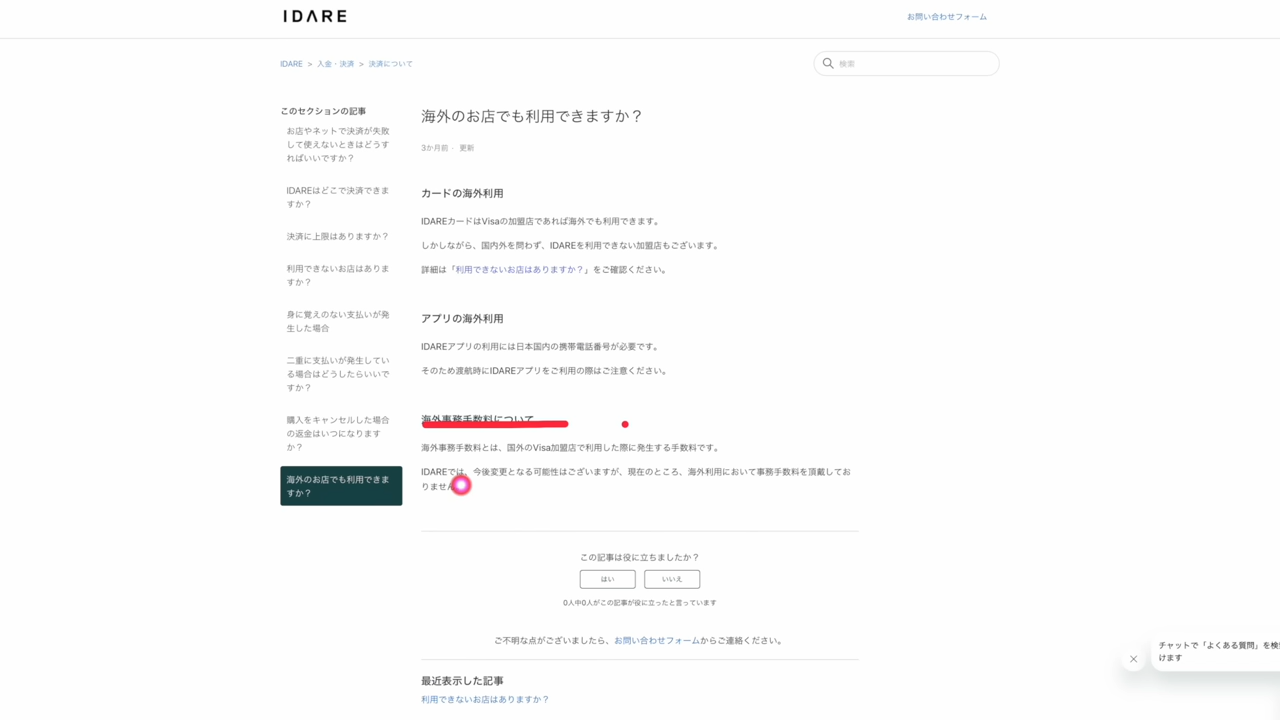 IDARE
お問い合わせフォーム
IDARE > 入金・決済 > 決済について
検索
このセクションの記事
お店やネットで決済が失敗
して使えないときはどうす
ればいいですか？
IDAREはどこで決済できま
すか？
決済に上限はありますか？
利用できないお店はありま
すか？
身に覚えのない支払いが発
生した場合
二重に支払いが発生してい
る場合はどうしたらいいで
すか？
購入をキャンセルした場合
の返金はいつになります
か？
海外のお店でも利用できま
すか？
海外のお店でも利用できますか？
3か月前 · 更新
カードの海外利用
IDAREカードはVisaの加盟店であれば海外でも利用できます。
しかしながら、国内外を問わず、IDAREを利用できない加盟店もございます。
詳細は「利用できないお店はありますか？」をご確認ください。
アプリの海外利用
IDAREアプリの利用には日本国内の携帯電話番号が必要です。
そのため渡航時にIDAREアプリをご利用の際はご注意ください。
海外事務手数料について
海外事務手数料とは、国外のVisa加盟店で利用した際に発生する手数料です。
IDAREでは、今後変更となる可能性はございますが、現在のところ、海外利用において事務手数料を頂戴してお
りません
この記事は役に立ちましたか？
はい
いいえ
0人中0人がこの記事が役に立ったと言っています
ご不明な点がございましたら、お問い合わせフォームからご連絡ください。
チャットで「よくある質問」を検索
けます
最近表示した記事
利用できないお店はありますか？